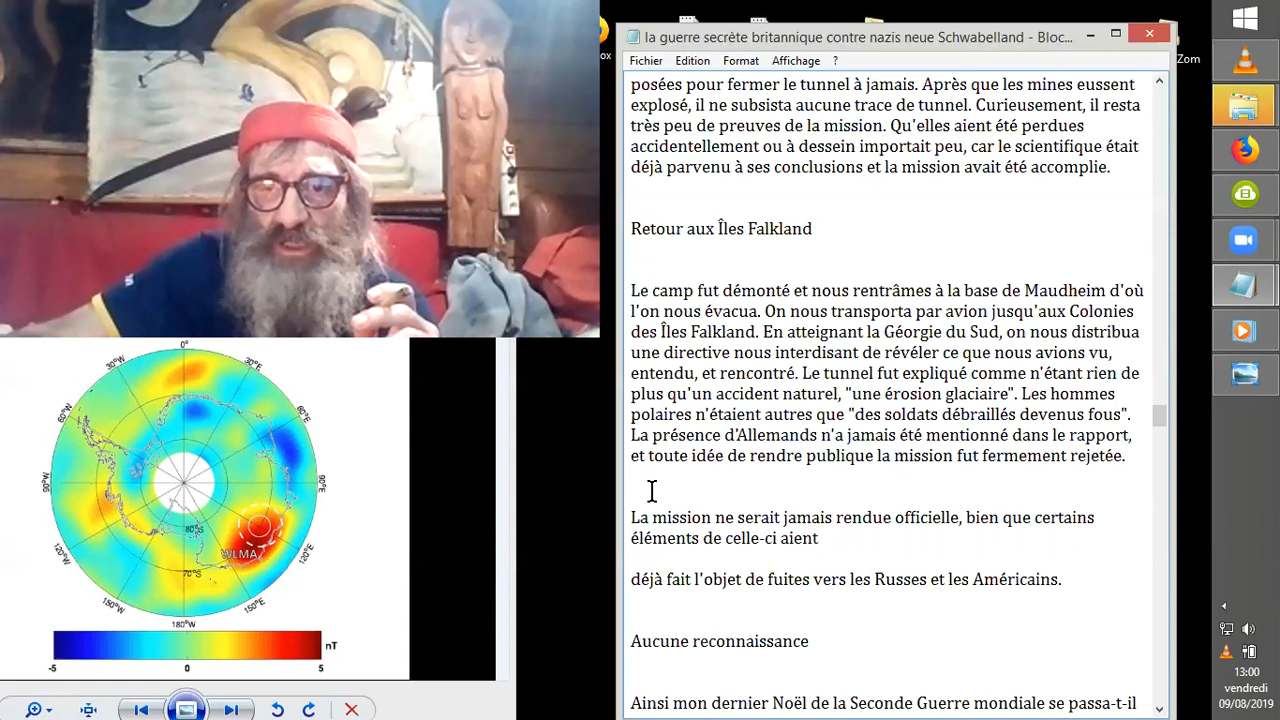 la guerre secrète britannique contre nazis neue Schwabelland - Bloc...
Fichier Edition Format Affichage ?
posées pour fermer le tunnel à jamais. Après que les mines eussent
explosé, il ne subsista aucune trace de tunnel. Curieusement, il resta
très peu de preuves de la mission. Qu'elles aient été perdues
accidentellement ou à dessein importait peu, car le scientifique était
déjà parvenu à ses conclusions et la mission avait été accomplie.
Retour aux Îles Falkland
Le camp fut démonté et nous rentrâmes à la base de Maudheim d'où
l'on nous évacua. On nous transporta par avion jusqu'aux Colonies
des Îles Falkland. En atteignant la Géorgie du Sud, on nous distribua
une directive nous interdisant de révéler ce que nous avions vu,
entendu, et rencontré. Le tunnel fut expliqué comme n'étant rien de
plus qu'un accident naturel, "une érosion glaciaire". Les hommes
polaires n'étaient autres que "des soldats débraillés devenus fous".
La présence d'Allemands n'a jamais été mentionné dans le rapport,
et toute idée de rendre publique la mission fut fermement rejetée.
La mission ne serait jamais rendue officielle, bien que certains
éléments de celle-ci aient
déjà fait l'objet de fuites vers les Russes et les Américains.
Aucune reconnaissance
Ainsi mon dernier Noël de la Seconde Guerre mondiale se passa-t-il
ox
Zom
0°
30°W
30°E
60°W
60°E
90°W
90°E
120°W
120°E
150°W
150°E
180°W
80°S
70°S
WLMA
nT
-5
0
5
13:00
vendredi
09/08/2019